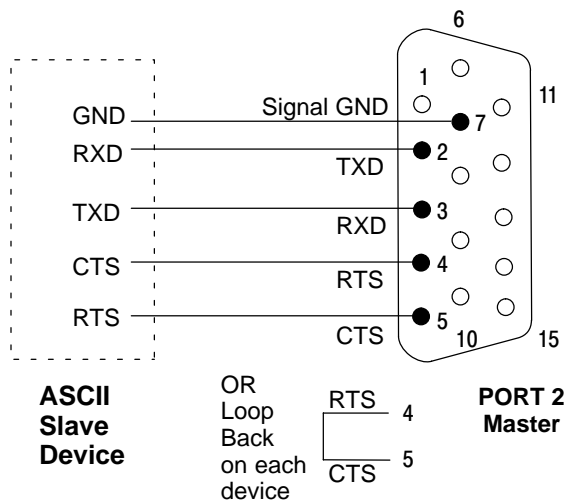 6
1
11
GND
Signal GND
7
RXD
TXD
2
TXD
RXD
3
CTS
RTS
4
RTS
CTS
5
10
15
ASCII
Slave
Device
OR
Loop
Back
on each
device
RTS
4
CTS
5
PORT 2
Master